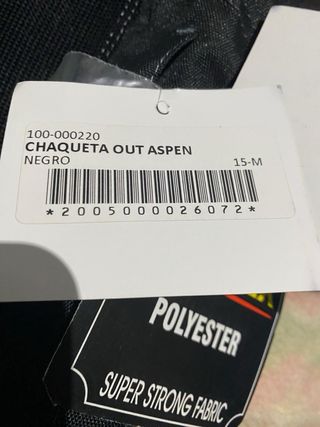 100-000220
CHAQUETA OUT ASPEN
NEGRO 15-M
*2005000026072*
POLYESTER
SUPER STRONG FABRIC